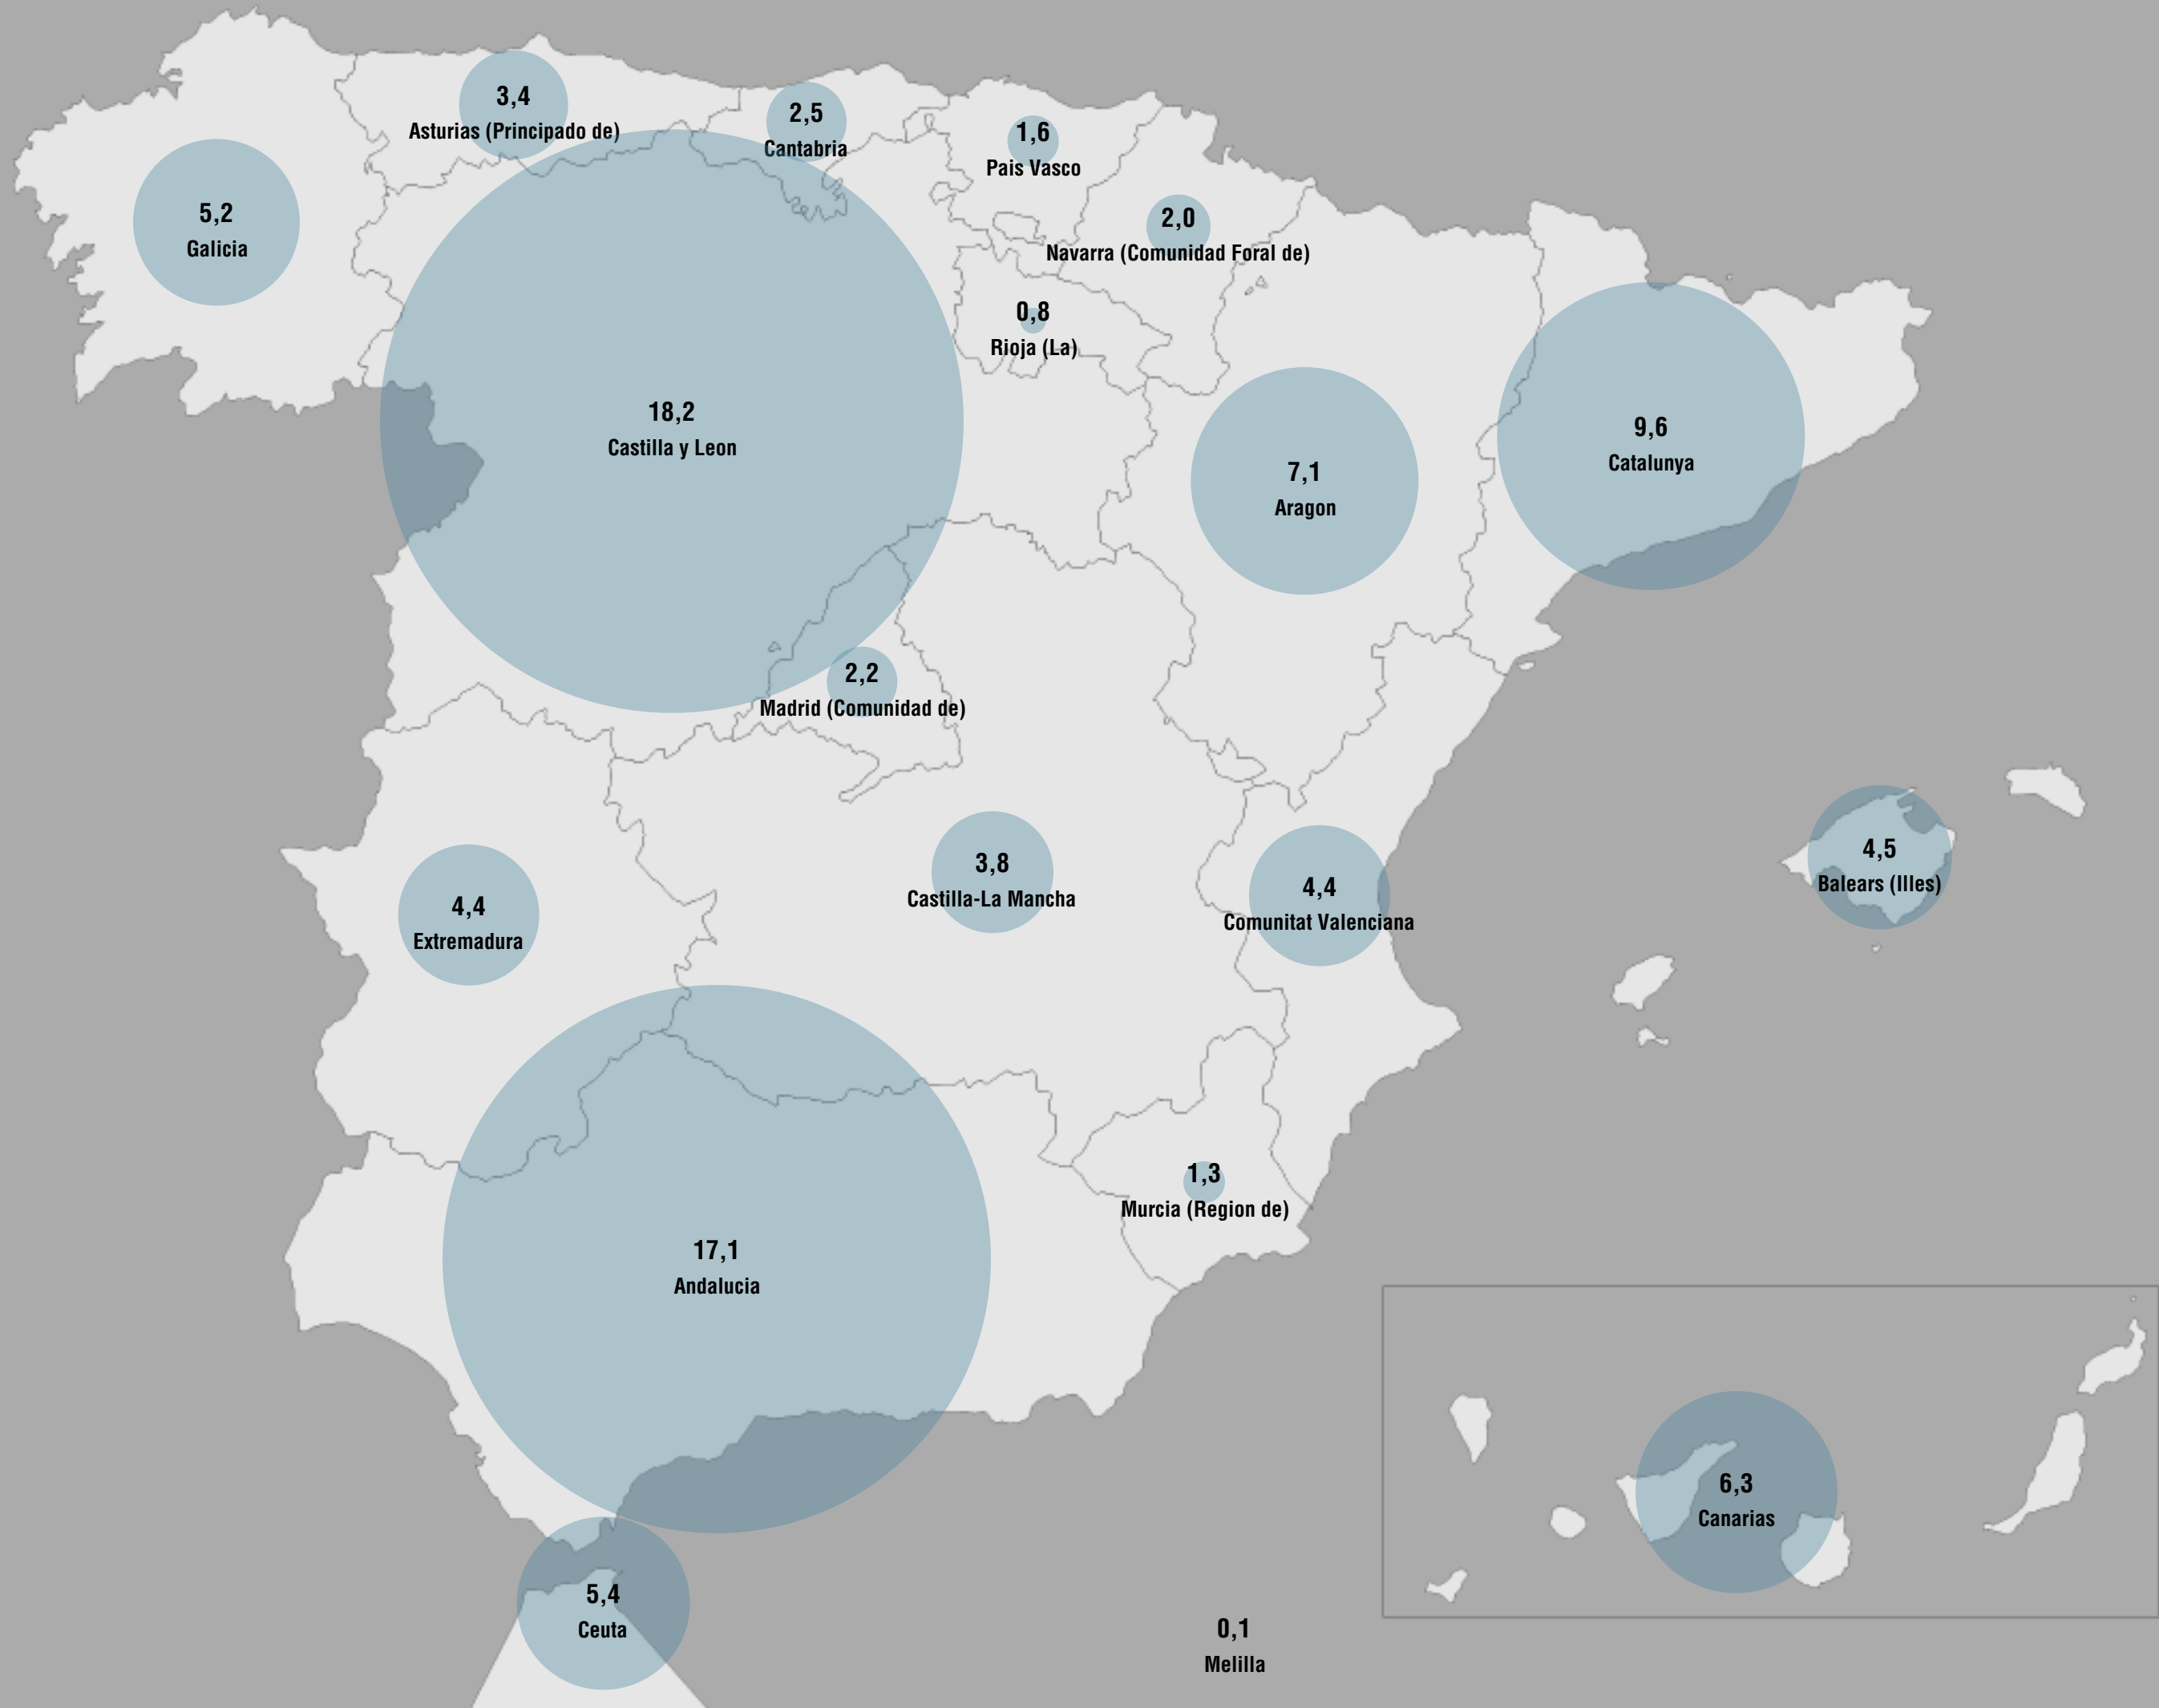 3,4
Asturias (Principado de)
2,5
Cantabria
1,6
Pais Vasco
5,2
Galicia
2,0
Navarra (Comunidad Foral de)
0,8
Rioja (La)
18,2
Castilla y Leon
7,1
Aragon
9,6
Catalunya
2,2
Madrid (Comunidad de)
4,4
Extremadura
3,8
Castilla-La Mancha
4,4
Comunitat Valenciana
4,5
Balears (Illes)
1,3
Murcia (Region de)
17,1
Andalucia
6,3
Canarias
5,4
Ceuta
0,1
Melilla